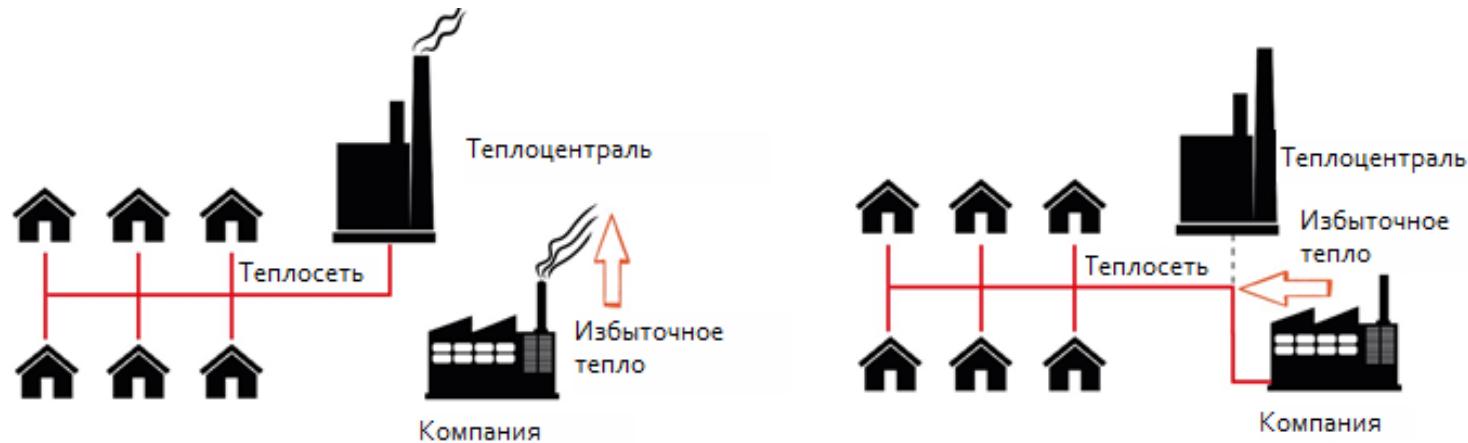 Теплоцентраль
Теплосеть
Избыточное
тепло
Компания
Теплоцентраль
Избыточное
тепло
Теплосеть
Компания